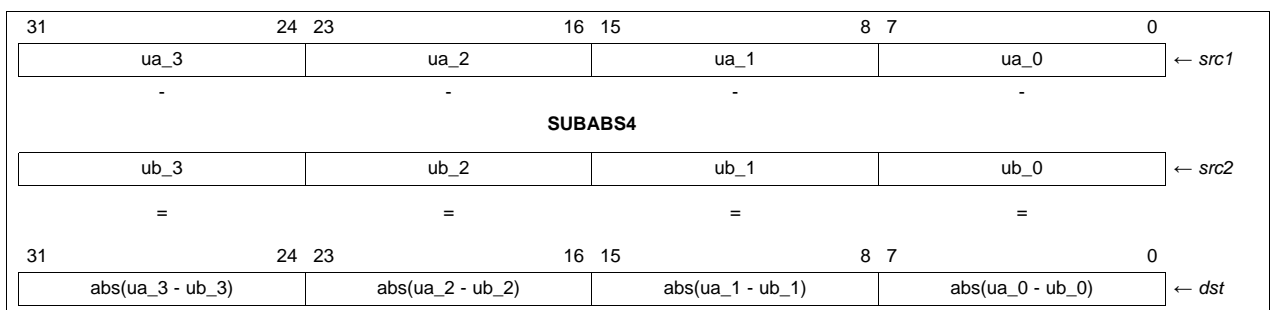 31 24 23 16 15 8 7 0
ua_3 ua_2 ua_1 ua_0 ← src1
- - - -
SUBABS4
ub_3 ub_2 ub_1 ub_0 ← src2
= = = =
31 24 23 16 15 8 7 0
abs(ua_3 - ub_3) abs(ua_2 - ub_2) abs(ua_1 - ub_1) abs(ua_0 - ub_0) ← dst